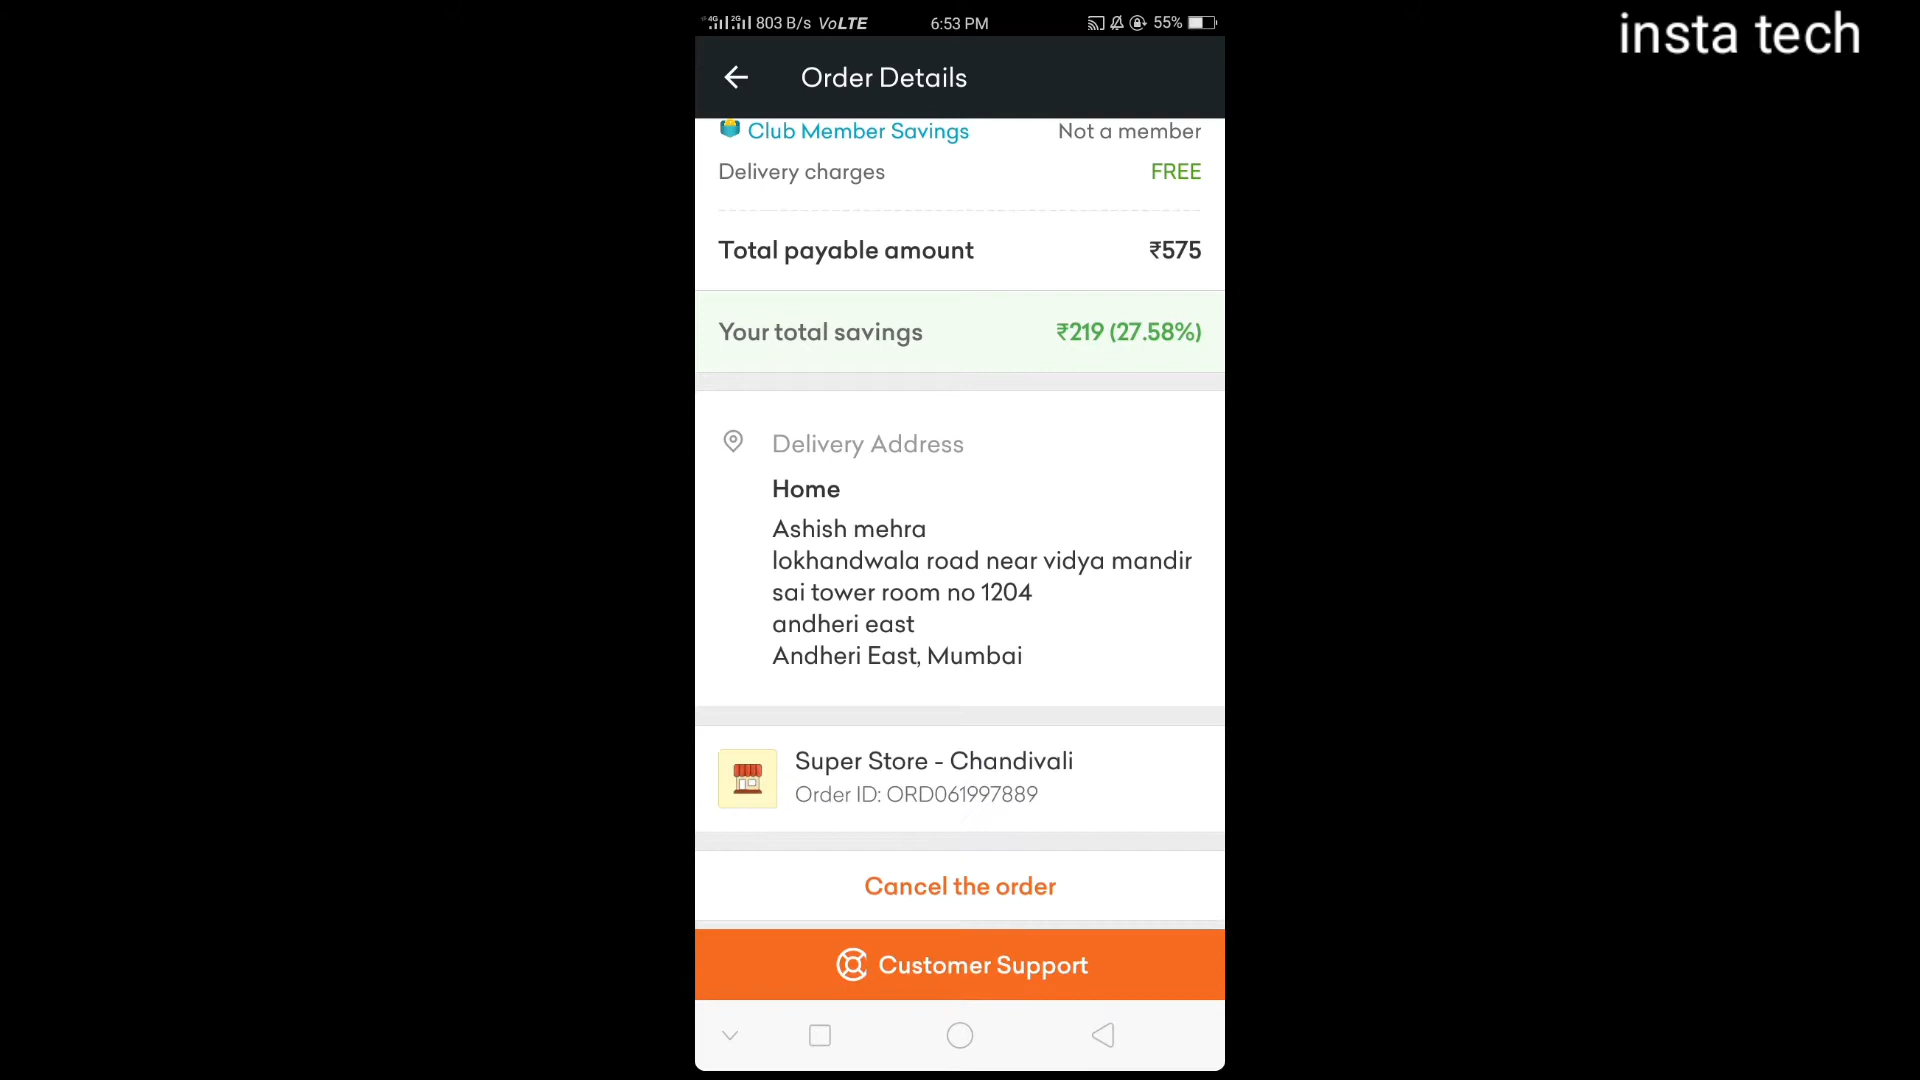 insta tech
4G 2G 803 B/s VoLTE 6:53 PM 55%
Order Details
Club Member Savings Not a member
Delivery charges FREE
Total payable amount ₹575
Your total savings ₹219 (27.58%)
Delivery Address
Home
Ashish mehra
lokhandwala road near vidya mandir
sai tower room no 1204
andheri east
Andheri East, Mumbai
Super Store - Chandivali
Order ID: ORD061997889
Cancel the order
Customer Support